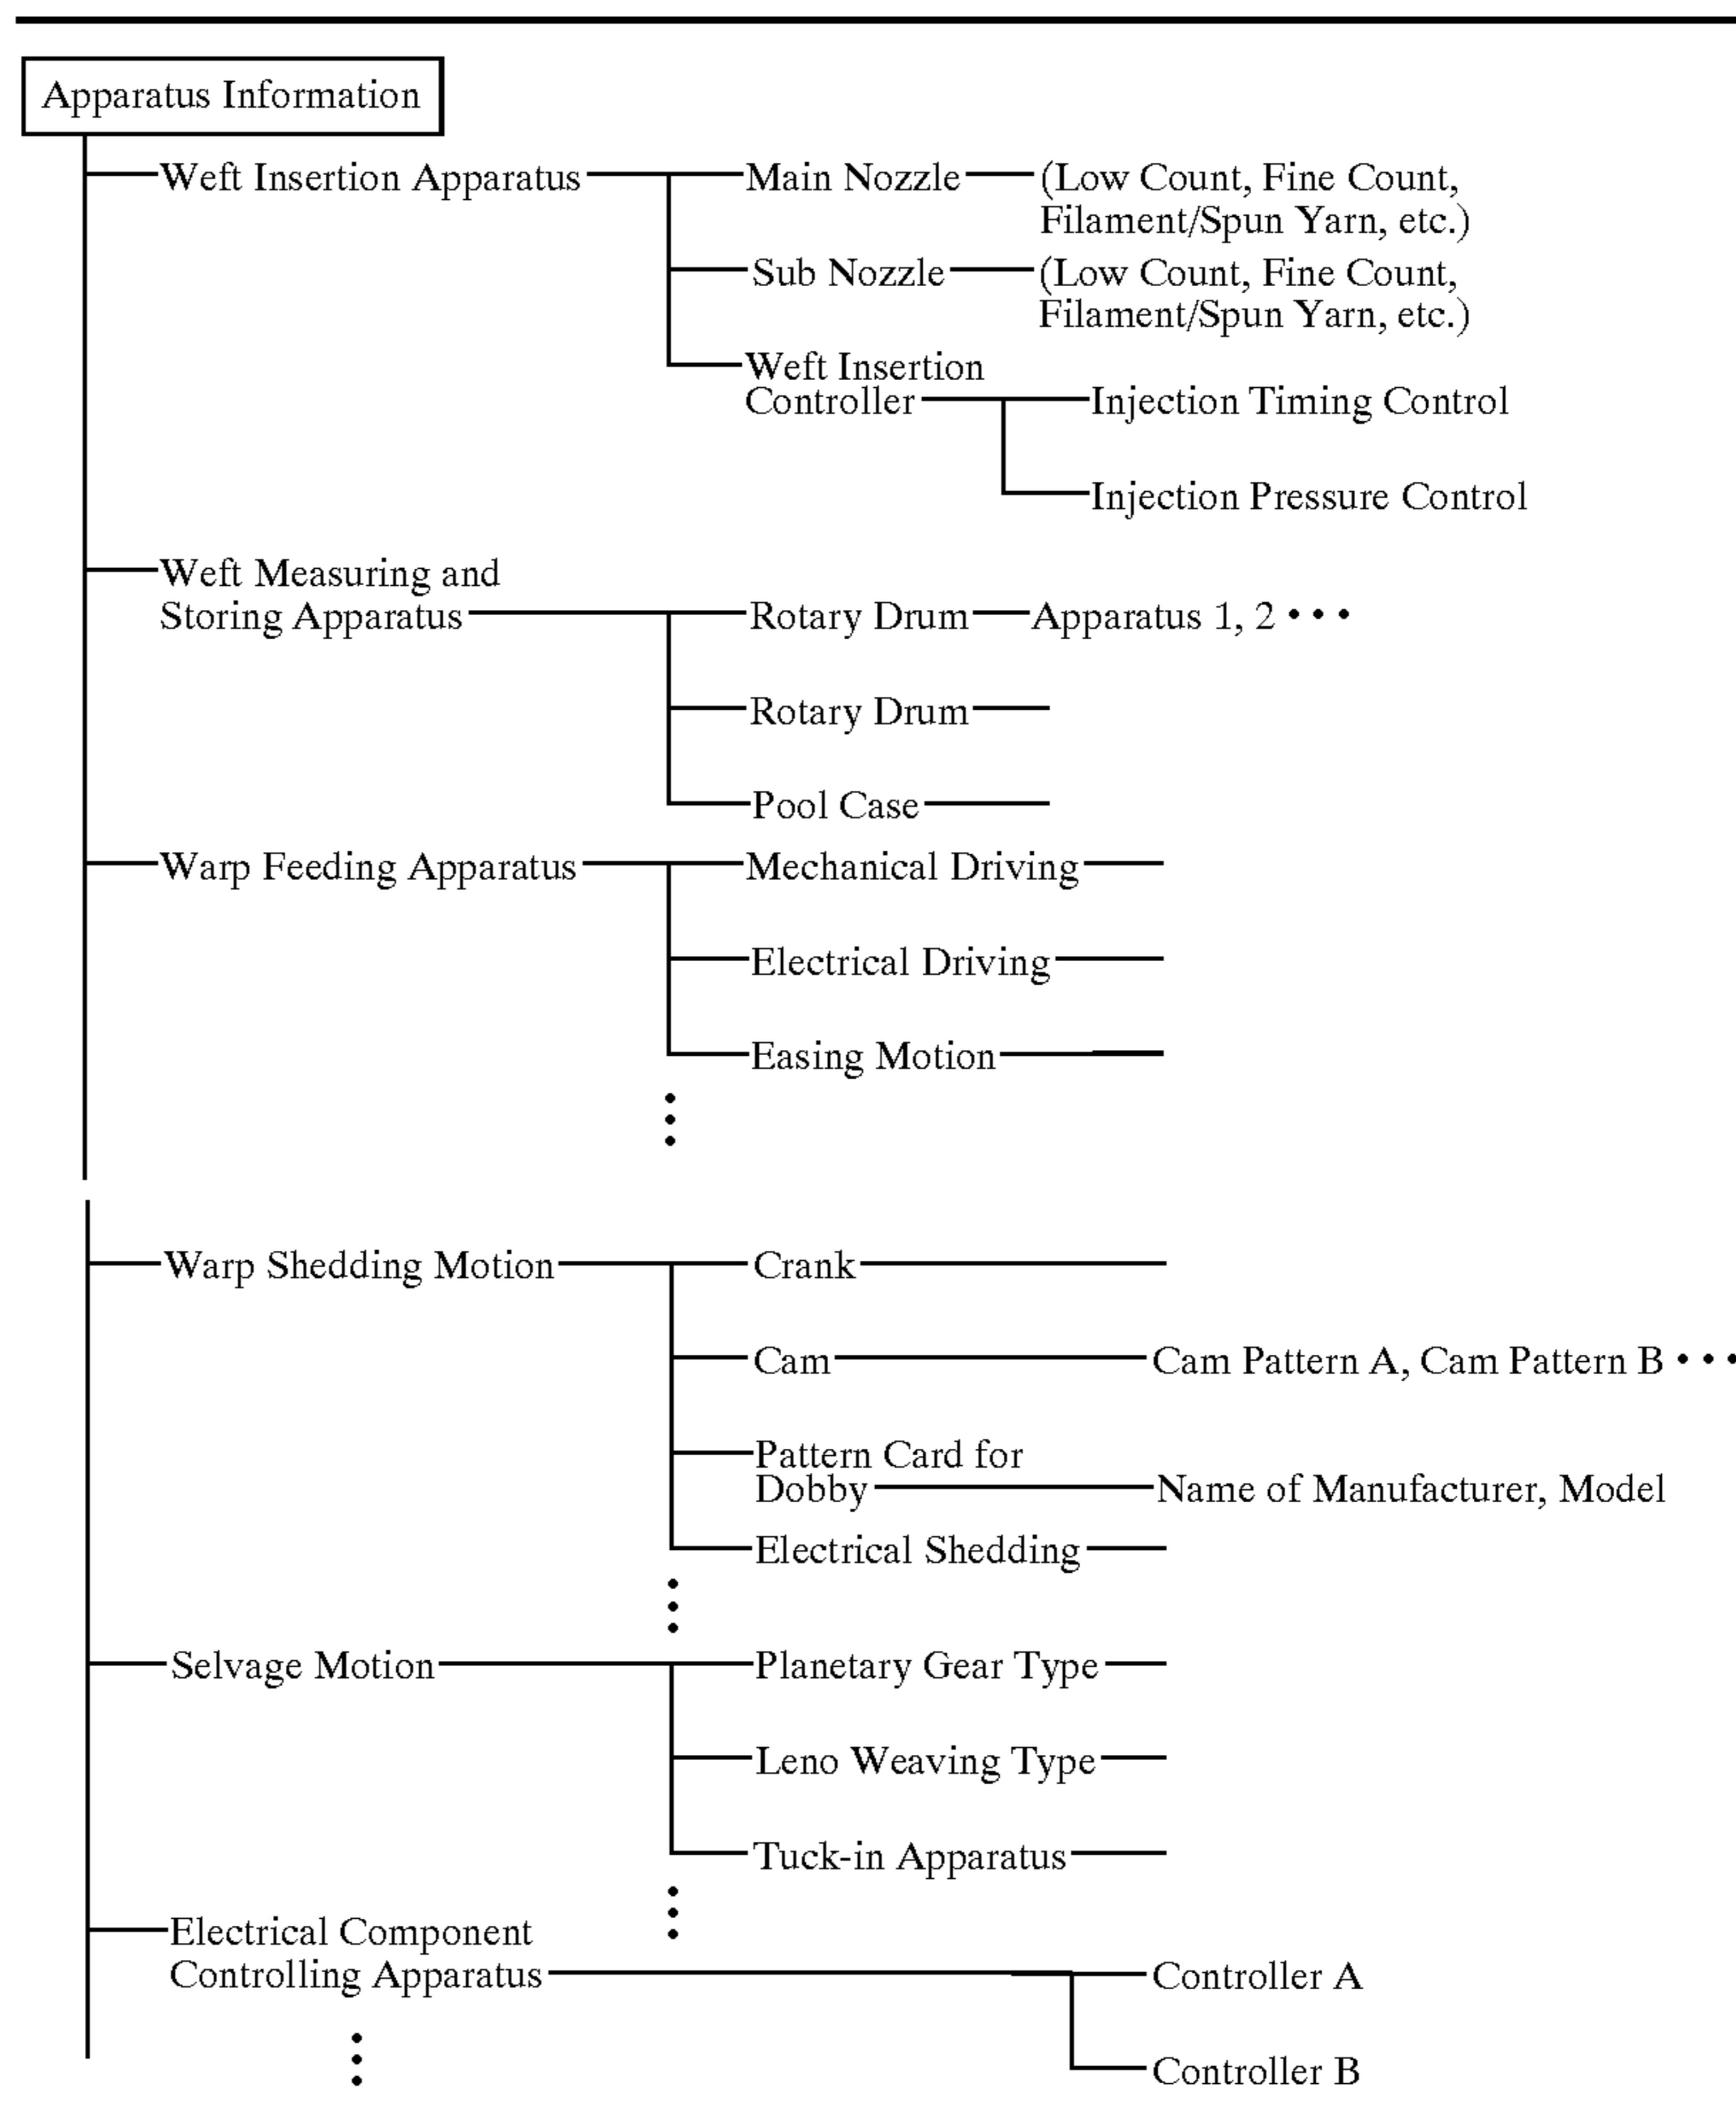 Apparatus Information
Weft Insertion Apparatus Main Nozzle (Low Count, Fine Count,
Filament/Spun Yarn, etc.)
Sub Nozzle (Low Count, Fine Count,
Filament/Spun Yarn, etc.)
Weft Insertion
Controller Injection Timing Control
Injection Pressure Control
Weft Measuring and
Storing Apparatus Rotary Drum Apparatus 1, 2 • • •
Rotary Drum
Pool Case
Warp Feeding Apparatus Mechanical Driving
Electrical Driving
Easing Motion
Warp Shedding Motion Crank
Cam Cam Pattern A, Cam Pattern B • • •
Pattern Card for
Dobby Name of Manufacturer, Model
Electrical Shedding
Selvage Motion Planetary Gear Type
Leno Weaving Type
Tuck-in Apparatus
Electrical Component
Controlling Apparatus Controller A
Controller B